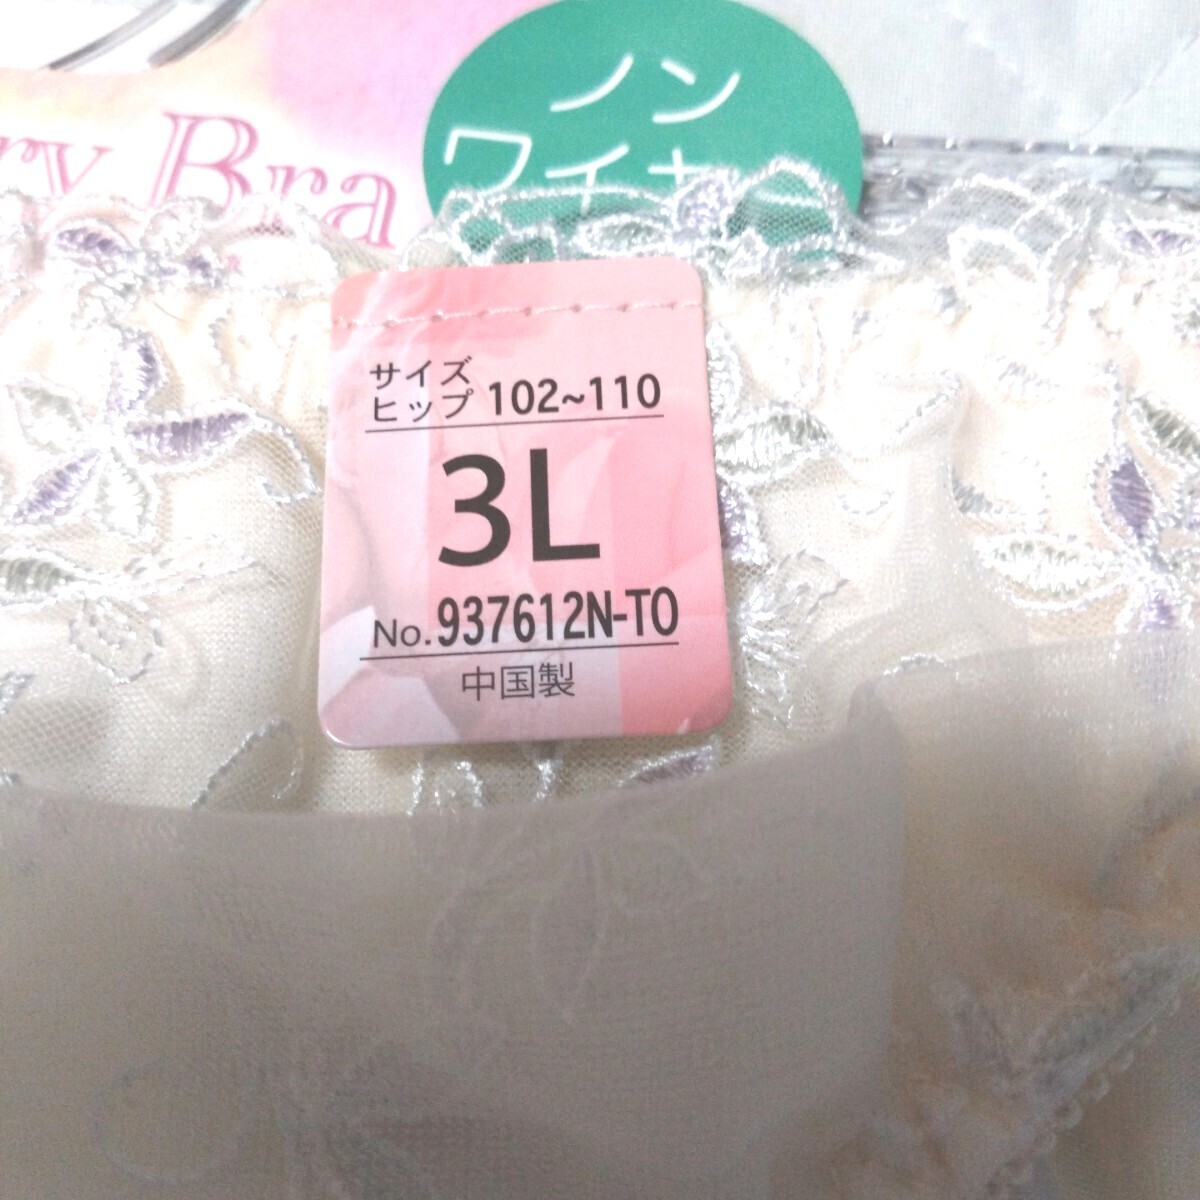 ry Bra
ノン
ワイヤー
サイズ
ヒップ 102~110
3L
No.937612N-TO
中国製